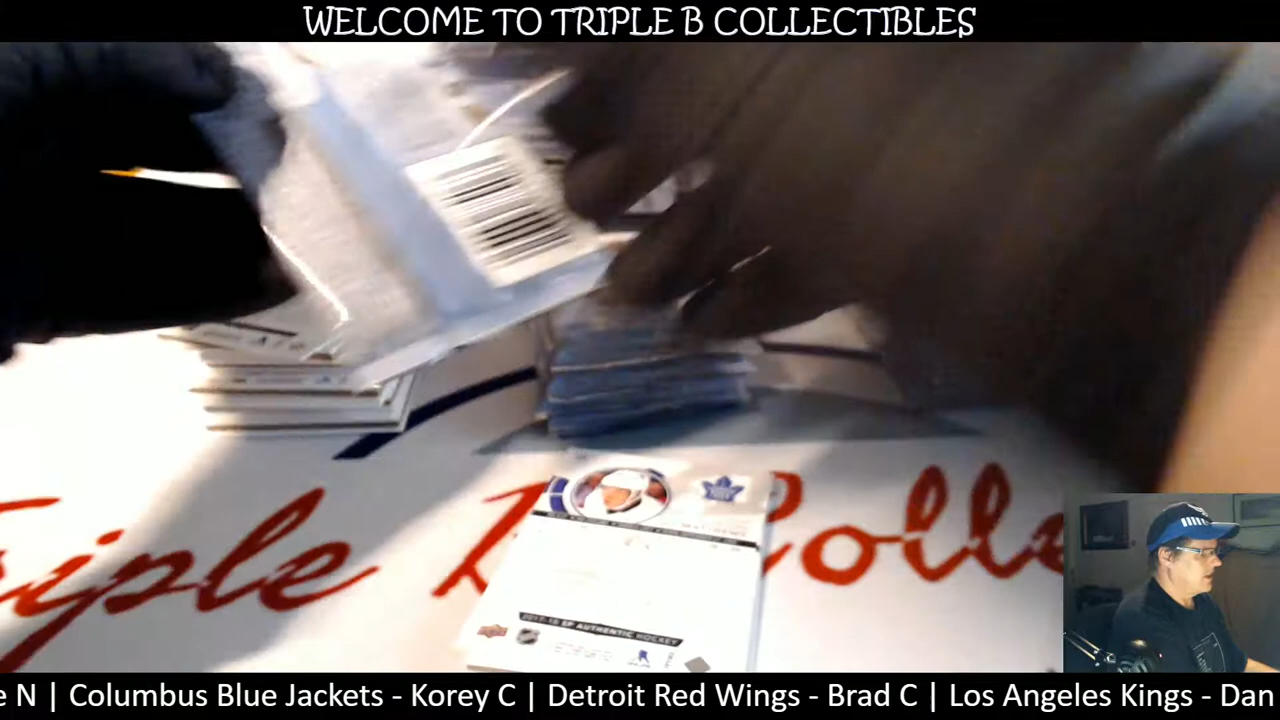 WELCOME TO TRIPLE B COLLECTIBLES
Triple B Colle
2017-18 SP AUTHENTIC HOCKEY
e N | Columbus Blue Jackets - Korey C | Detroit Red Wings - Brad C | Los Angeles Kings - Dan